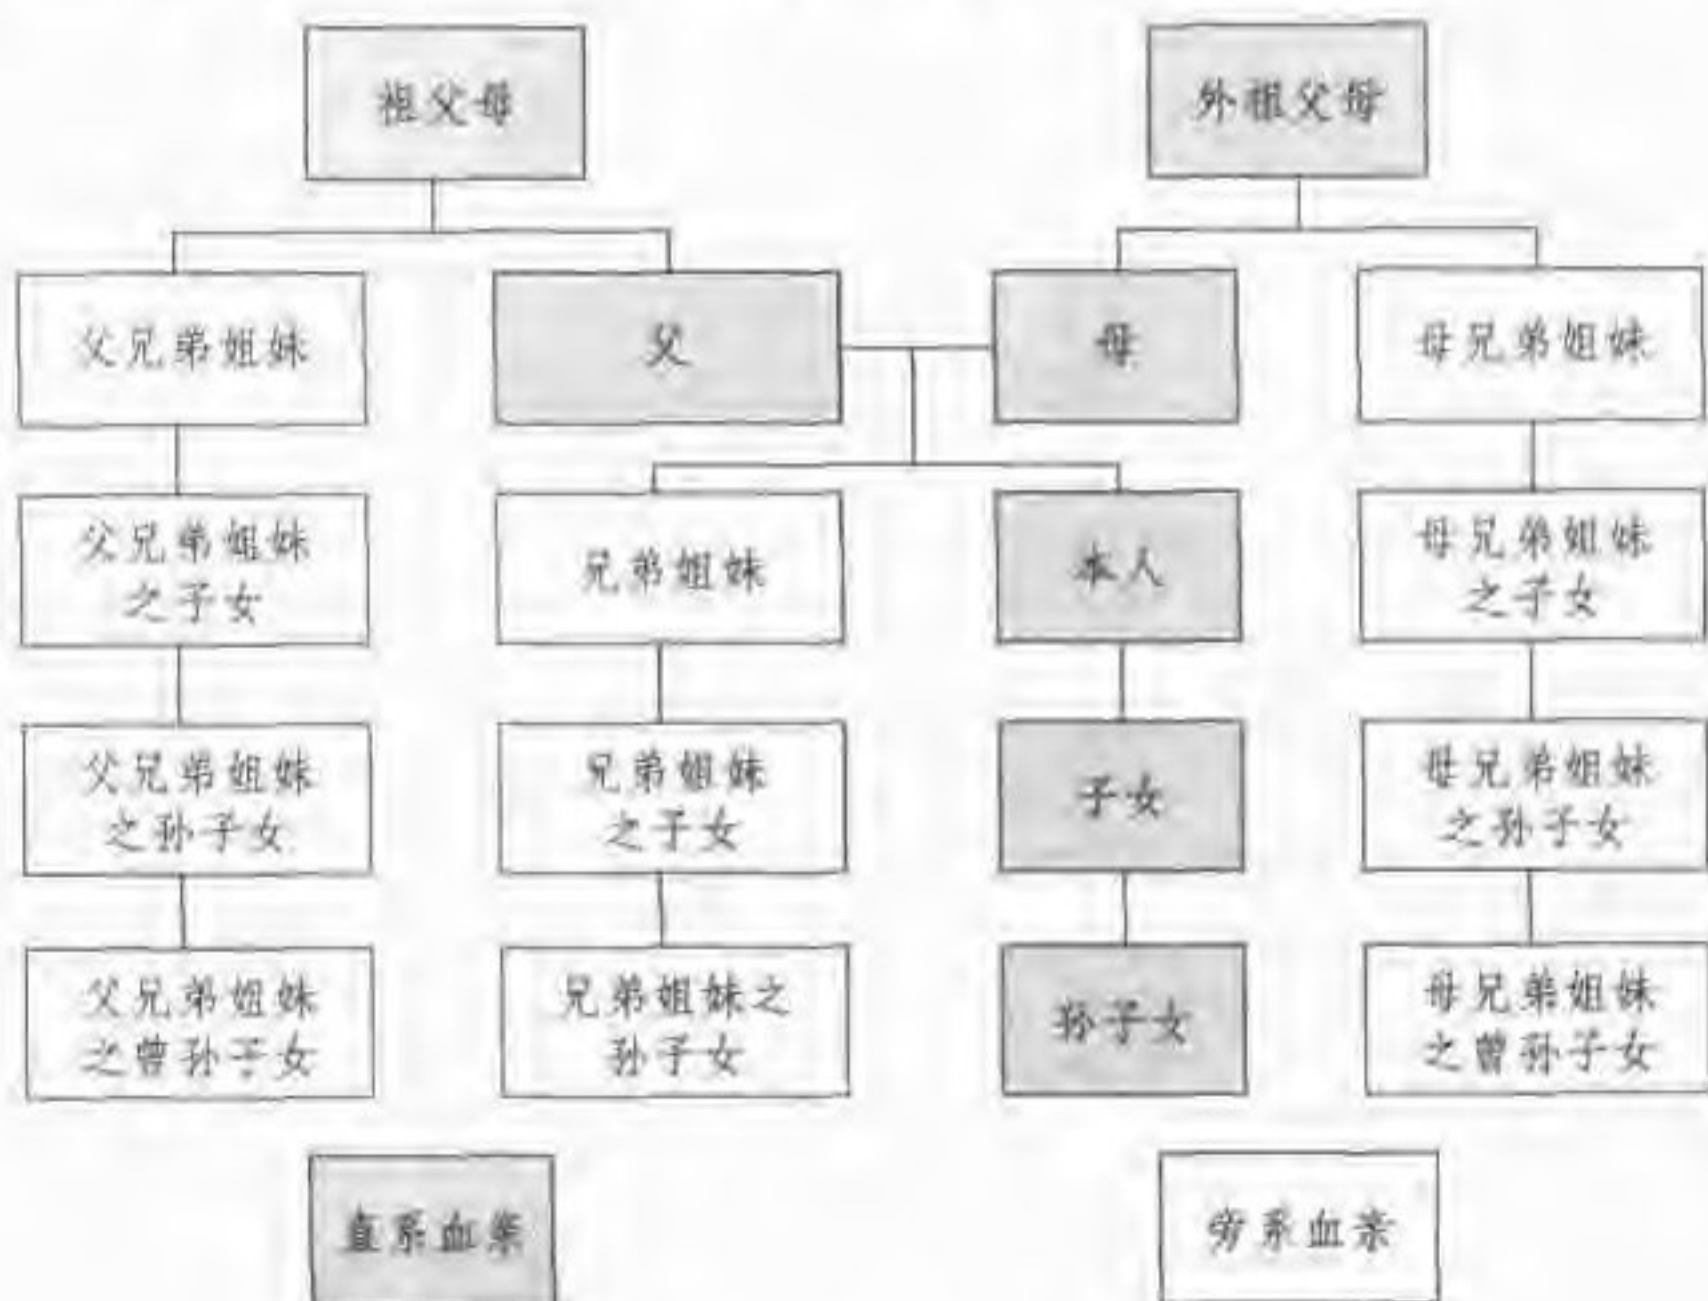 祖父母
外祖父母
父兄弟姐妹
父
母
母兄弟姐妹
父兄弟姐妹
之子女
兄弟姐妹
本人
母兄弟姐妹
之子女
父兄弟姐妹
之孙子女
兄弟姐妹
之子女
子女
母兄弟姐妹
之孙子女
父兄弟姐妹
之曾孙子女
兄弟姐妹之
孙子女
孙子女
母兄弟姐妹
之曾孙子女
直系血亲
旁系血亲